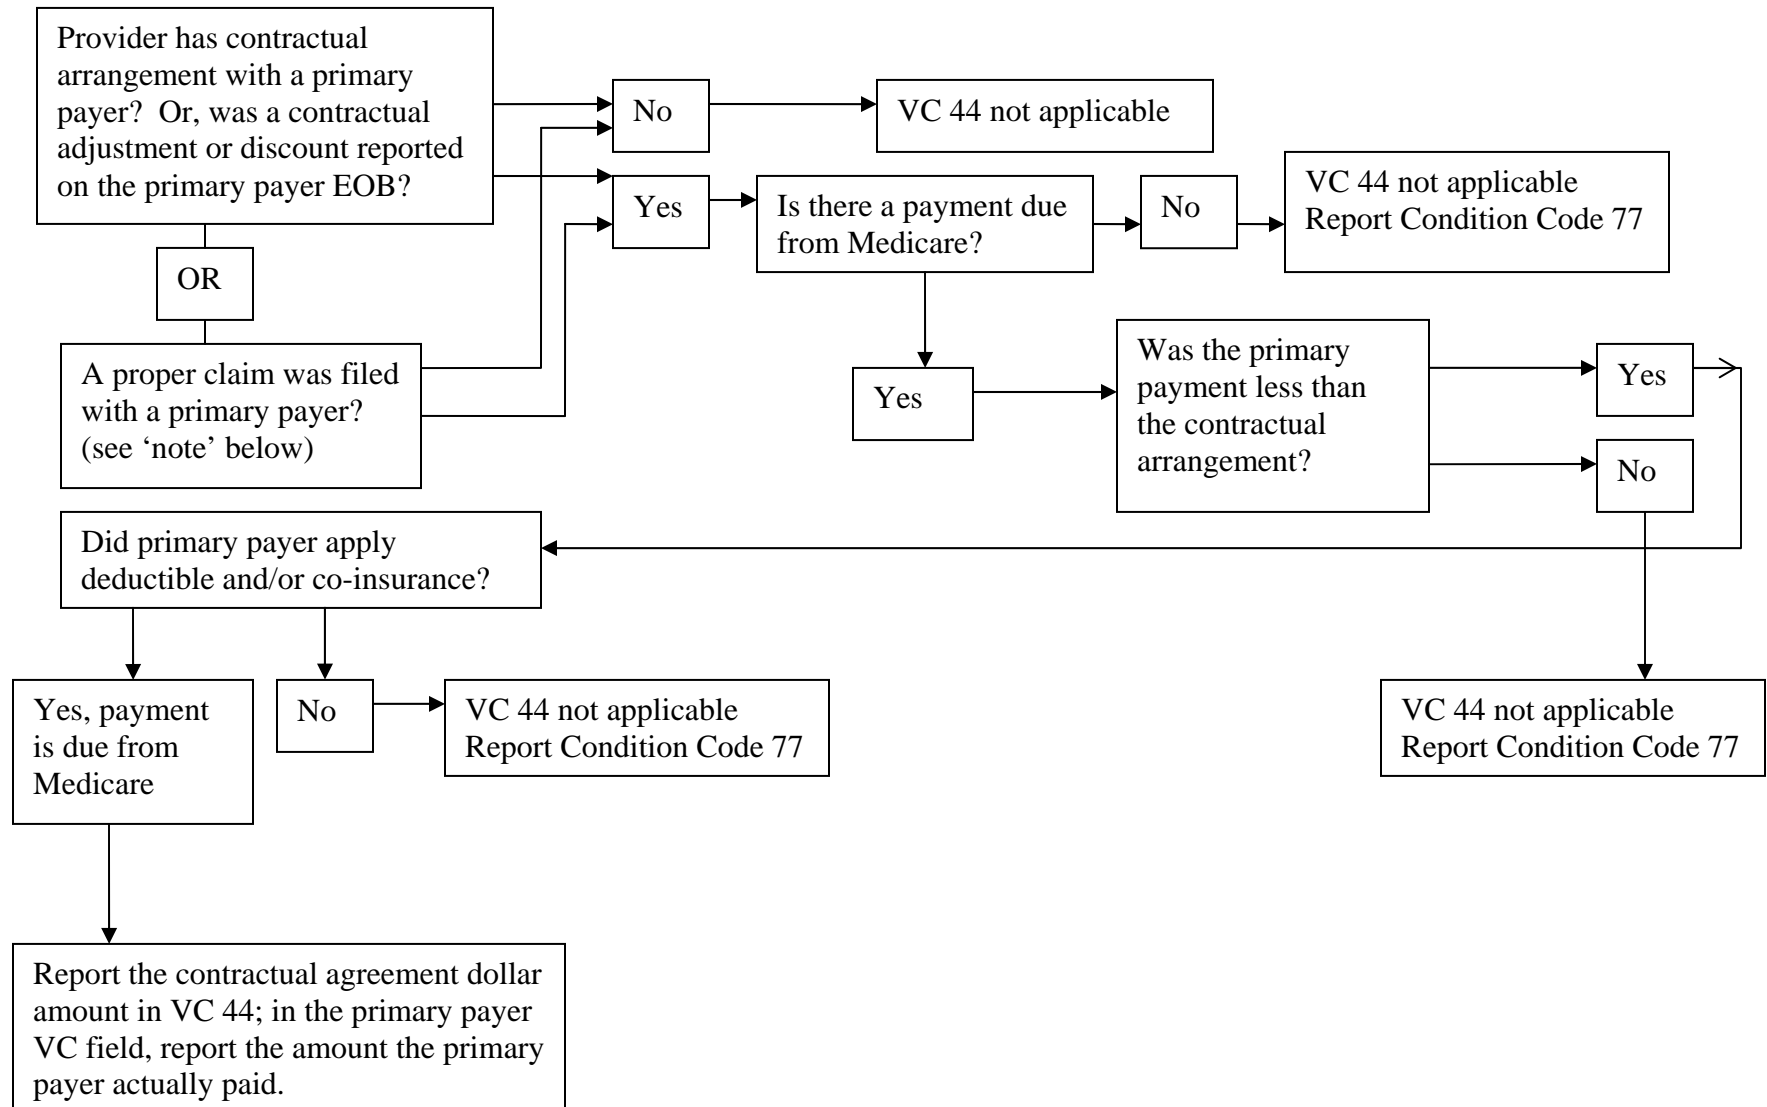 Provider has contractual
arrangement with a primary
payer?  Or, was a contractual
adjustment or discount reported
on the primary payer EOB?
No
VC 44 not applicable
Yes
Is there a payment due
from Medicare?
No
VC 44 not applicable
Report Condition Code 77
OR
A proper claim was filed
with a primary payer?
(see ‘note’ below)
Yes
Was the primary
payment less than
the contractual
arrangement?
Yes
No
Did primary payer apply
deductible and/or co-insurance?
Yes, payment
is due from
Medicare
No
VC 44 not applicable
Report Condition Code 77
VC 44 not applicable
Report Condition Code 77
Report the contractual agreement dollar
amount in VC 44; in the primary payer
VC field, report the amount the primary
payer actually paid.